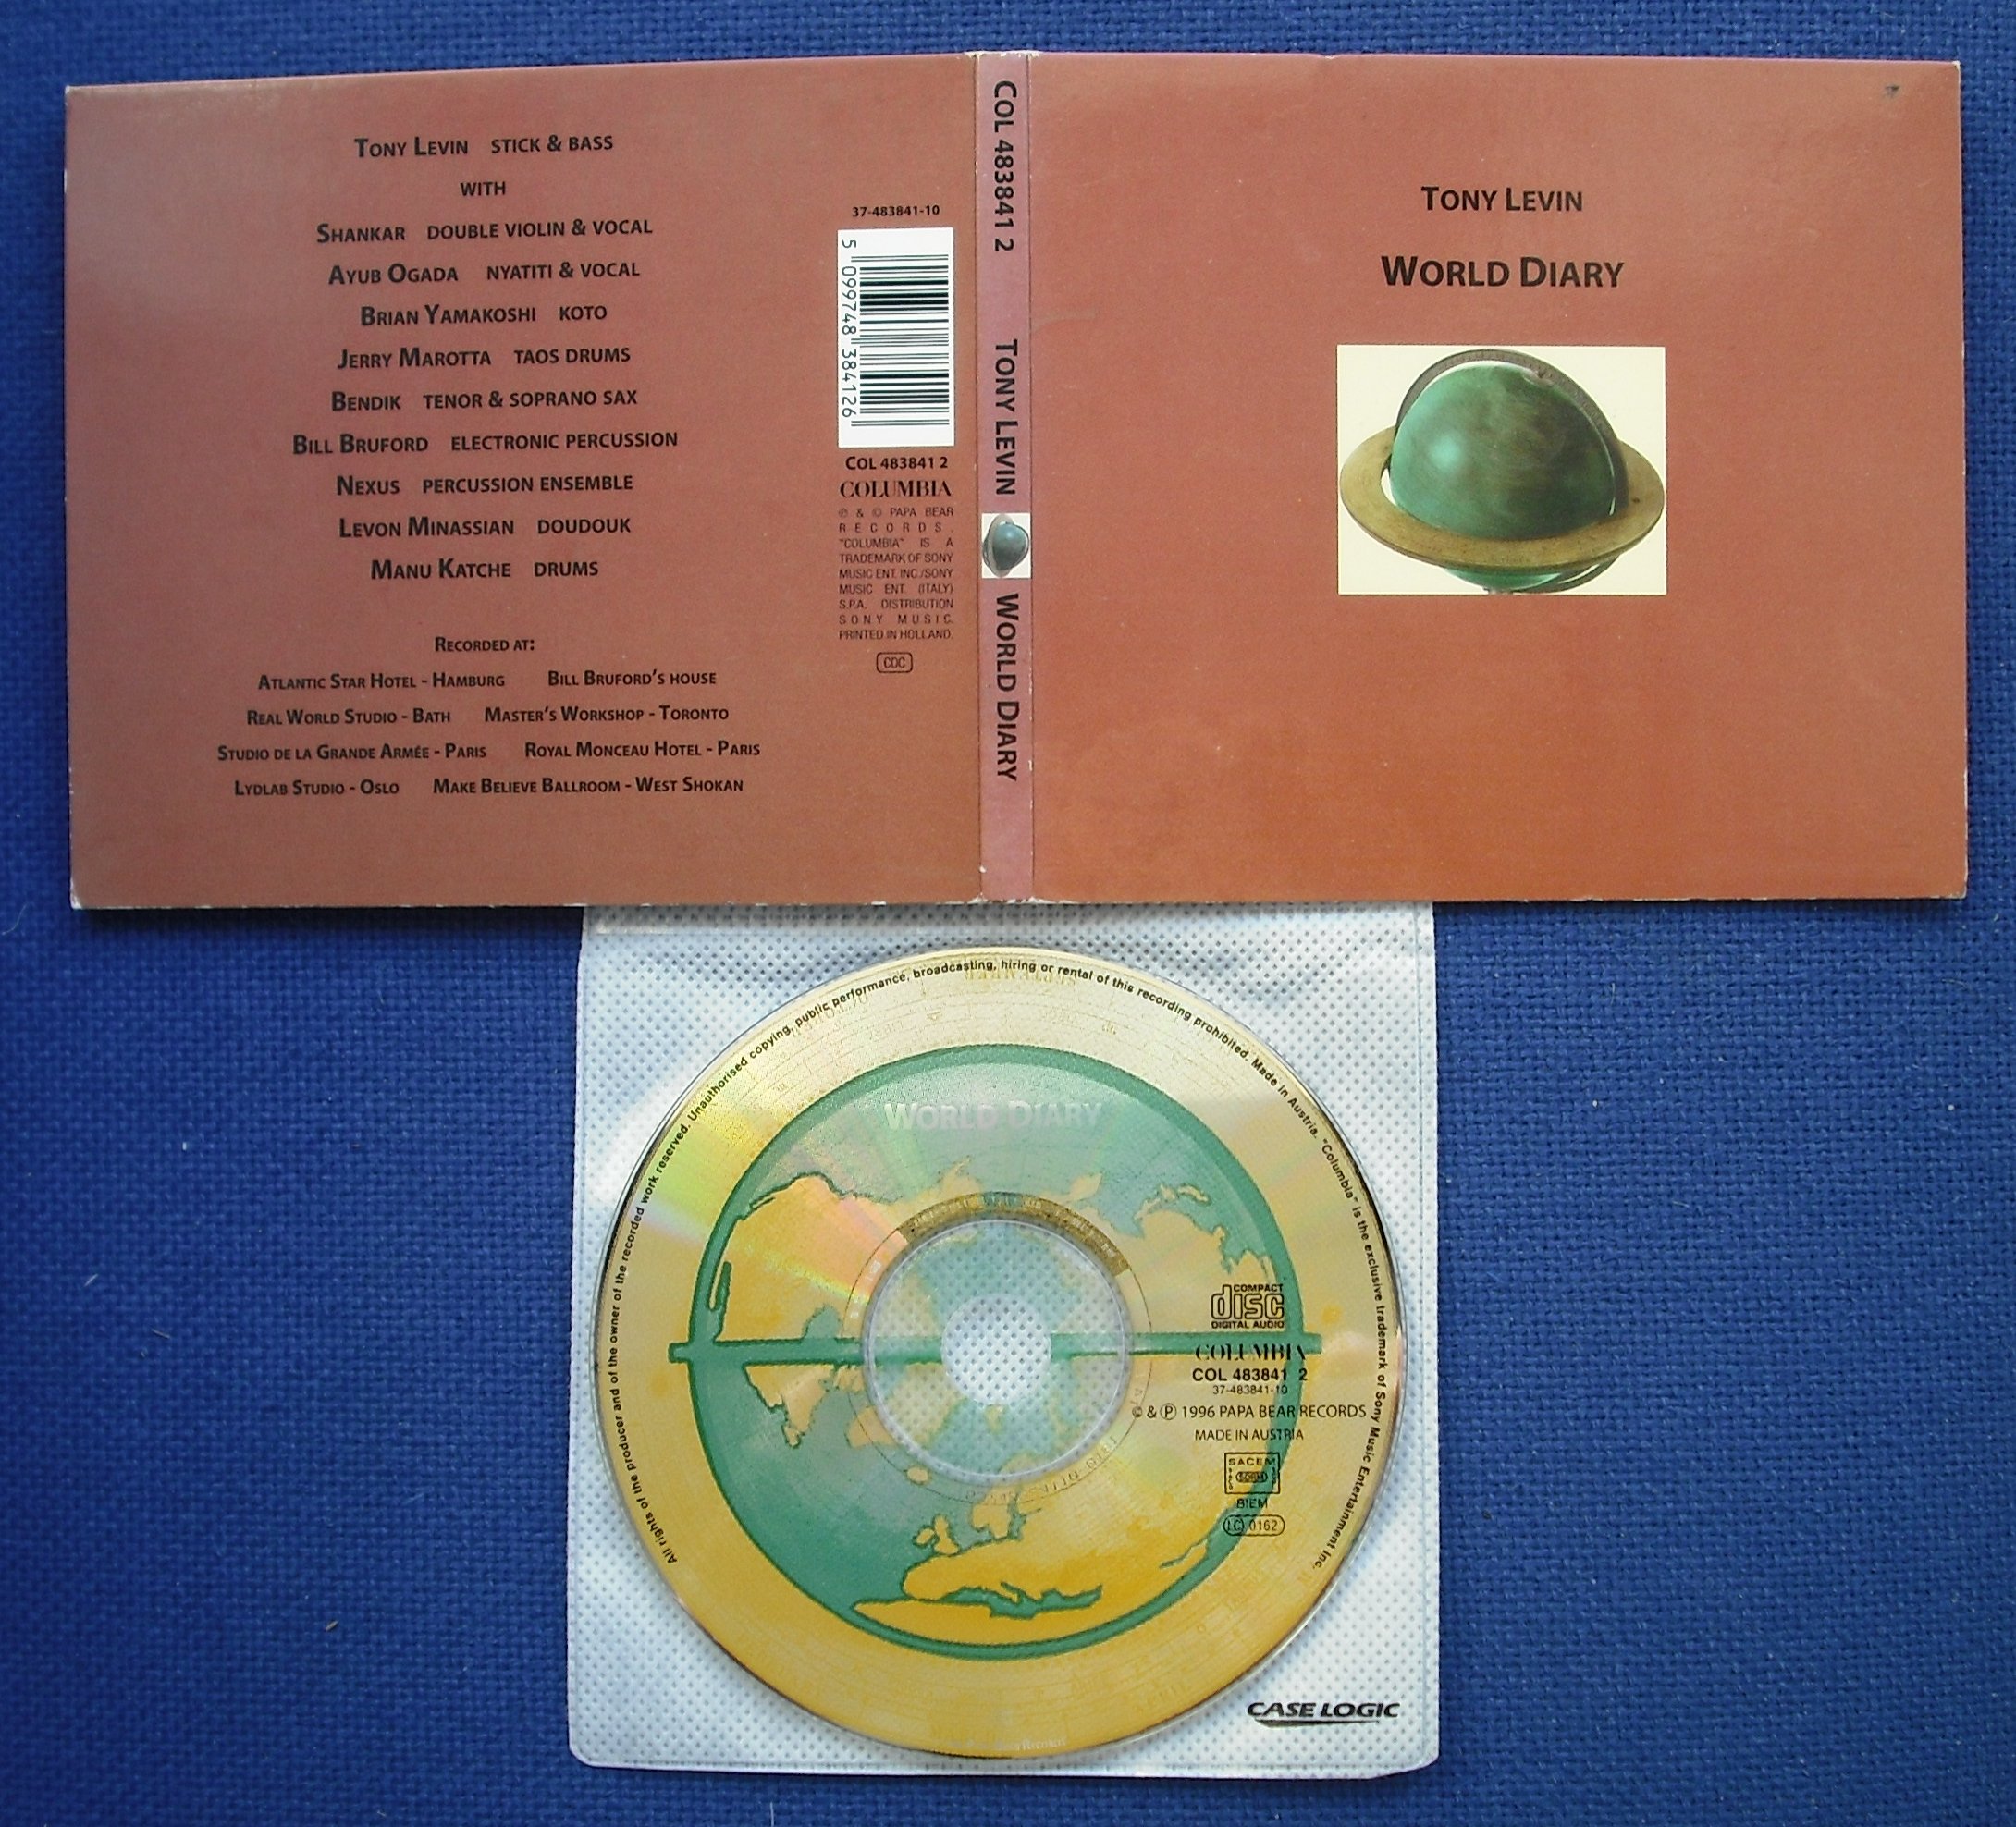 Tony Levin stick & bass
with
Shankar double violin & vocal
Ayub Ogada nyatiti & vocal
Brian Yamakoshi koto
Jerry Marotta taos drums
Bendik tenor & soprano sax
Bill Bruford electronic percussion
Nexus percussion ensemble
Levon Minassian doudouk
Manu Katche drums
Recorded at:
Atlantic Star Hotel - Hamburg Bill Bruford's house
Real World Studio - Bath Master's Workshop - Toronto
Studio de la Grande Armée - Paris Royal Monceau Hotel - Paris
Lydlab Studio - Oslo Make Believe Ballroom - West Shokan
37-483841-10
5 099748 384126
COL 483841 2
COLUMBIA
℗ & © PAPA BEAR
RECORDS.
"COLUMBIA" IS A
TRADEMARK OF SONY
MUSIC ENT. INC./SONY
MUSIC ENT. (ITALY)
S.P.A. DISTRIBUTION
SONY MUSIC.
PRINTED IN HOLLAND.
CDC
COL 483841 2 Tony Levin World Diary
Tony Levin
World Diary
All rights of the producer and of the owner of the recorded work reserved. Unauthorised copying, public performance, broadcasting, hiring or rental of this recording prohibited. Made in Austria. "Columbia" is the exclusive trademark of Sony Music Entertainment Inc.
World Diary
COMPACT
disc
DIGITAL AUDIO
COLUMBIA
COL 483841 2
37-483841-10
© & ℗ 1996 PAPA BEAR RECORDS
MADE IN AUSTRIA
SACEM
BIEM
LC 0162
CASE LOGIC